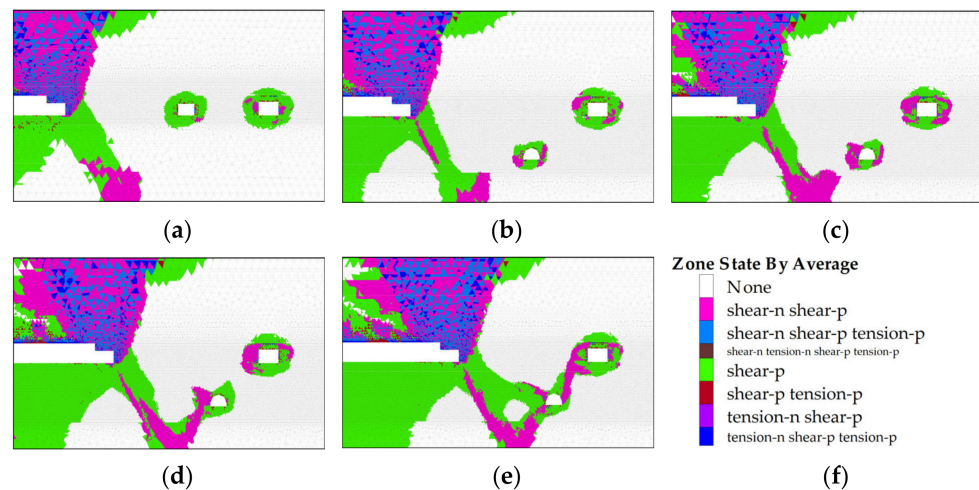 (a)
(b)
(c)
(d)
(e)
Zone State By Average
None
shear-n shear-p
shear-n shear-p tension-p
shear-n tension-n shear-p tension-p
shear-p
shear-p tension-p
tension-n shear-p
tension-n shear-p tension-p
(f)